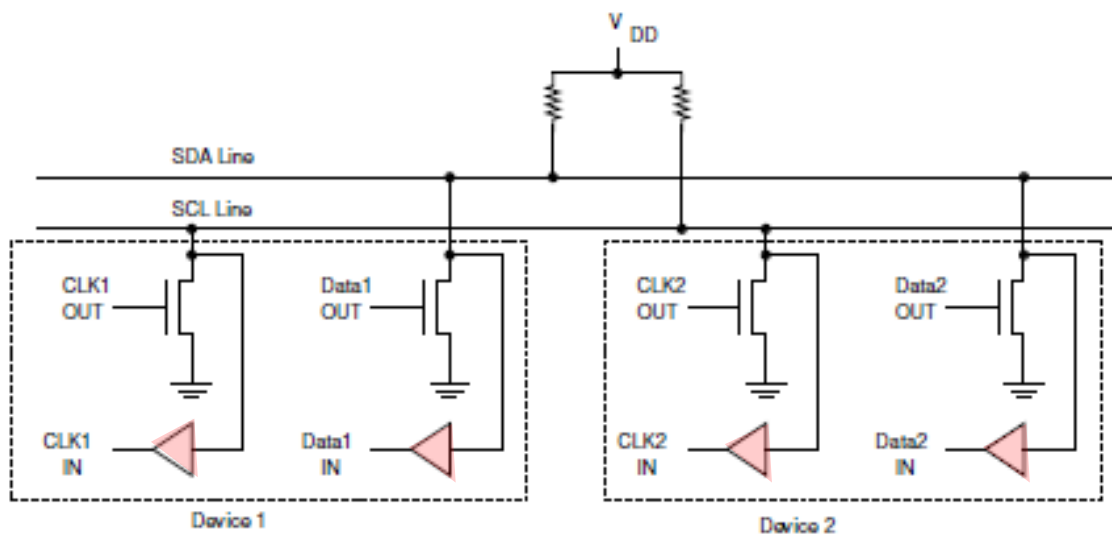 V
DD
SDA Line
SCL Line
CLK1
OUT
Data1
OUT
CLK2
OUT
Data2
OUT
CLK1
IN
Data1
IN
CLK2
IN
Data2
IN
Device 1
Device 2